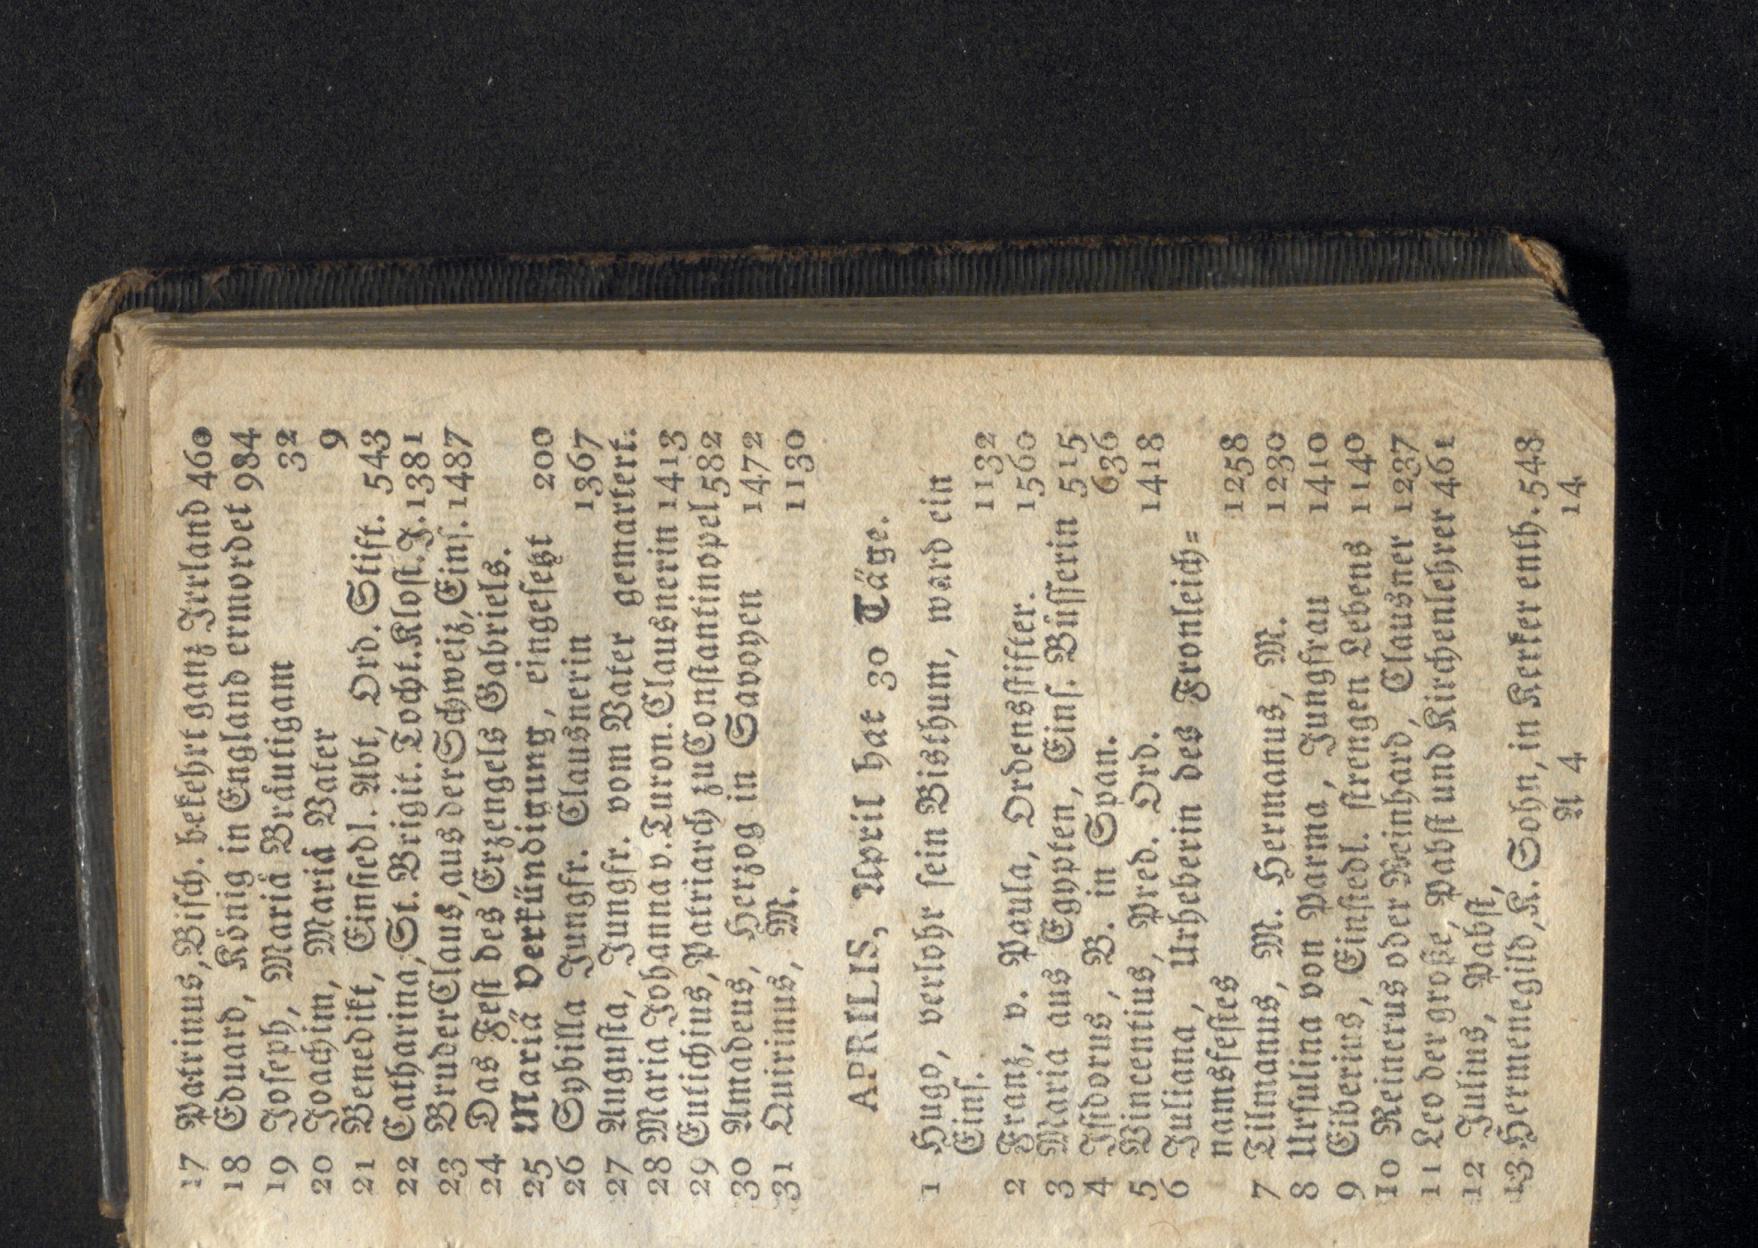 17 Patrinus, Bisch. bekehrt ganz Irrland 460
18 Eduard, König in England ermordet 984
19 Joseph, Mariä Bräutigam 32
20 Joachim, Mariä Vater 9
21 Benedikt, Einsiedl. Abt, Ord. Stift. 543
22 Catharina, St. Brigit. Tocht. Klost. J. 1381
23 Bruder Claus, aus der Schweiz, Eins. 1487
24 Das Fest des Erzengels Gabriels.
25 Mariä Verkündigung, eingesetzt 200
26 Sybilla Jungfr. Clausnerin 1367
27 Augusta, Jungfr. vom Vater gemartert.
28 Maria Johanna v. Turon. Clausnerin 1413
29 Eutichius, Patriarch zu Constantinopel 582
30 Amadeus, Herzog in Savoyen 1472
31 Quirinus, M. 1130
APRILIS, April hat 30 Täge.
1 Hugo, verlohr sein Bisthum, ward ein
Eins. 1132
2 Franz, v. Paula, Ordensstifter. 1560
3 Maria aus Egypten, Eins. Büsserin 515
4 Isidorus, B. in Span. 636
5 Vincentius, Pred. Ord. 1418
6 Juliana, Urheberin des Fronleich-
namsfestes 1258
7 Tilmanus, M. Hermanus, M. 1230
8 Ursulina von Parma, Jungfrau 1410
9 Eiberius, Einsiedl. strengen Lebens 1140
10 Reinerus oder Reinhard, Clausner 1237
11 Leo der große, Pabst und Kirchenlehrer 461
12 Julius, Pabst,
13 Hermenegild, K. Sohn, in Kerker enth. 548
A 4 14